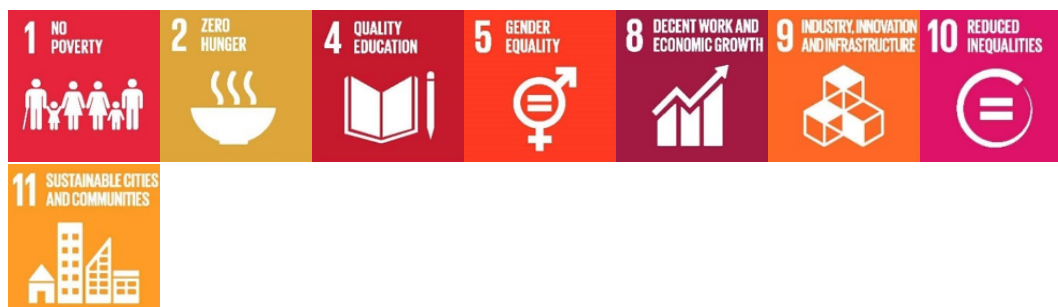 1 NO
POVERTY
2 ZERO
HUNGER
4 QUALITY
EDUCATION
5 GENDER
EQUALITY
8 DECENT WORK AND
ECONOMIC GROWTH
9 INDUSTRY, INNOVATION
AND INFRASTRUCTURE
10 REDUCED
INEQUALITIES
11 SUSTAINABLE CITIES
AND COMMUNITIES